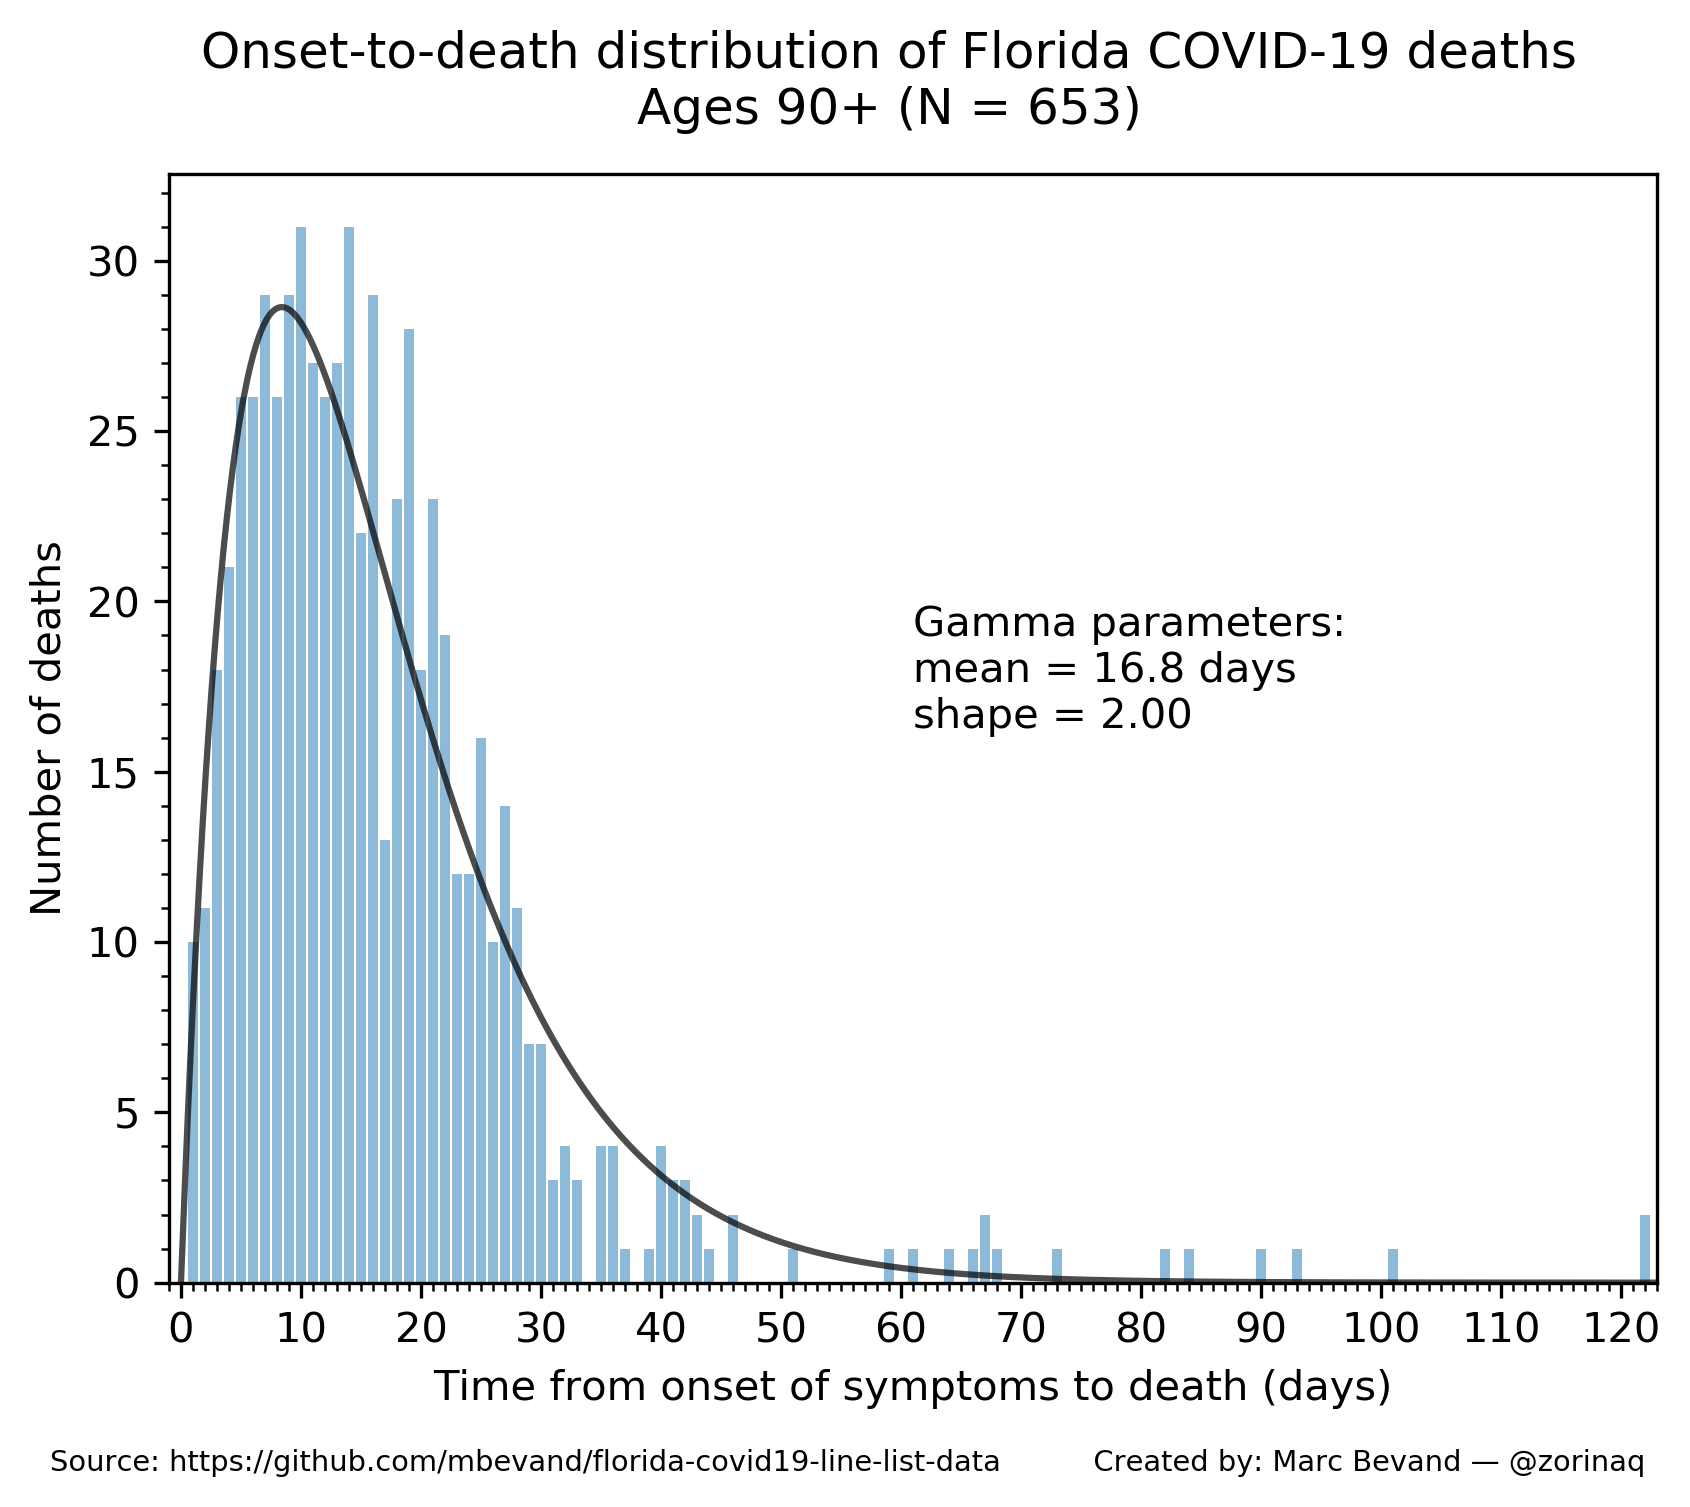 Onset-to-death distribution of Florida COVID-19 deaths
Ages 90+ (N = 653)
Number of deaths
30
25
20
15
10
5
0
Gamma parameters:
mean = 16.8 days
shape = 2.00
0 10 20 30 40 50 60 70 80 90 100 110 120
Time from onset of symptoms to death (days)
Source: https://github.com/mbevand/florida-covid19-line-list-data Created by: Marc Bevand — @zorinaq